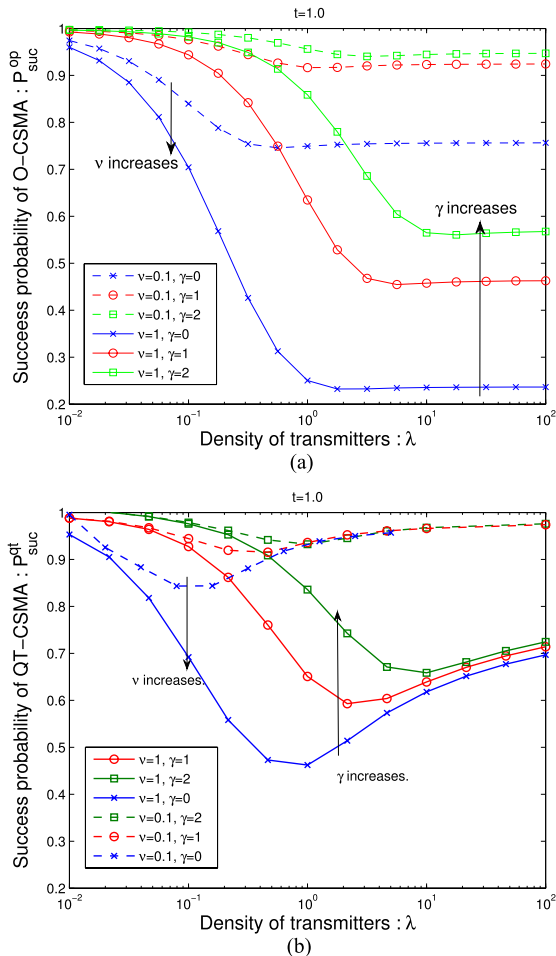 t=1.0
Succeess probability of O−CSMA : P^op_suc
1
0.9
0.8
0.7
0.6
0.5
0.4
0.3
0.2
ν increases
γ increases
ν=0.1, γ=0
ν=0.1, γ=1
ν=0.1, γ=2
ν=1, γ=0
ν=1, γ=1
ν=1, γ=2
10^−2 10^−1 10^0 10^1 10^2
Density of transmitters : λ
(a)
t=1.0
Success probability of QT−CSMA : P^qt_suc
1
0.9
0.8
0.7
0.6
0.5
0.4
0.3
0.2
ν increases.
γ increases.
ν=1, γ=1
ν=1, γ=2
ν=1, γ=0
ν=0.1, γ=2
ν=0.1, γ=1
ν=0.1, γ=0
10^−2 10^−1 10^0 10^1 10^2
Density of transmitters : λ
(b)